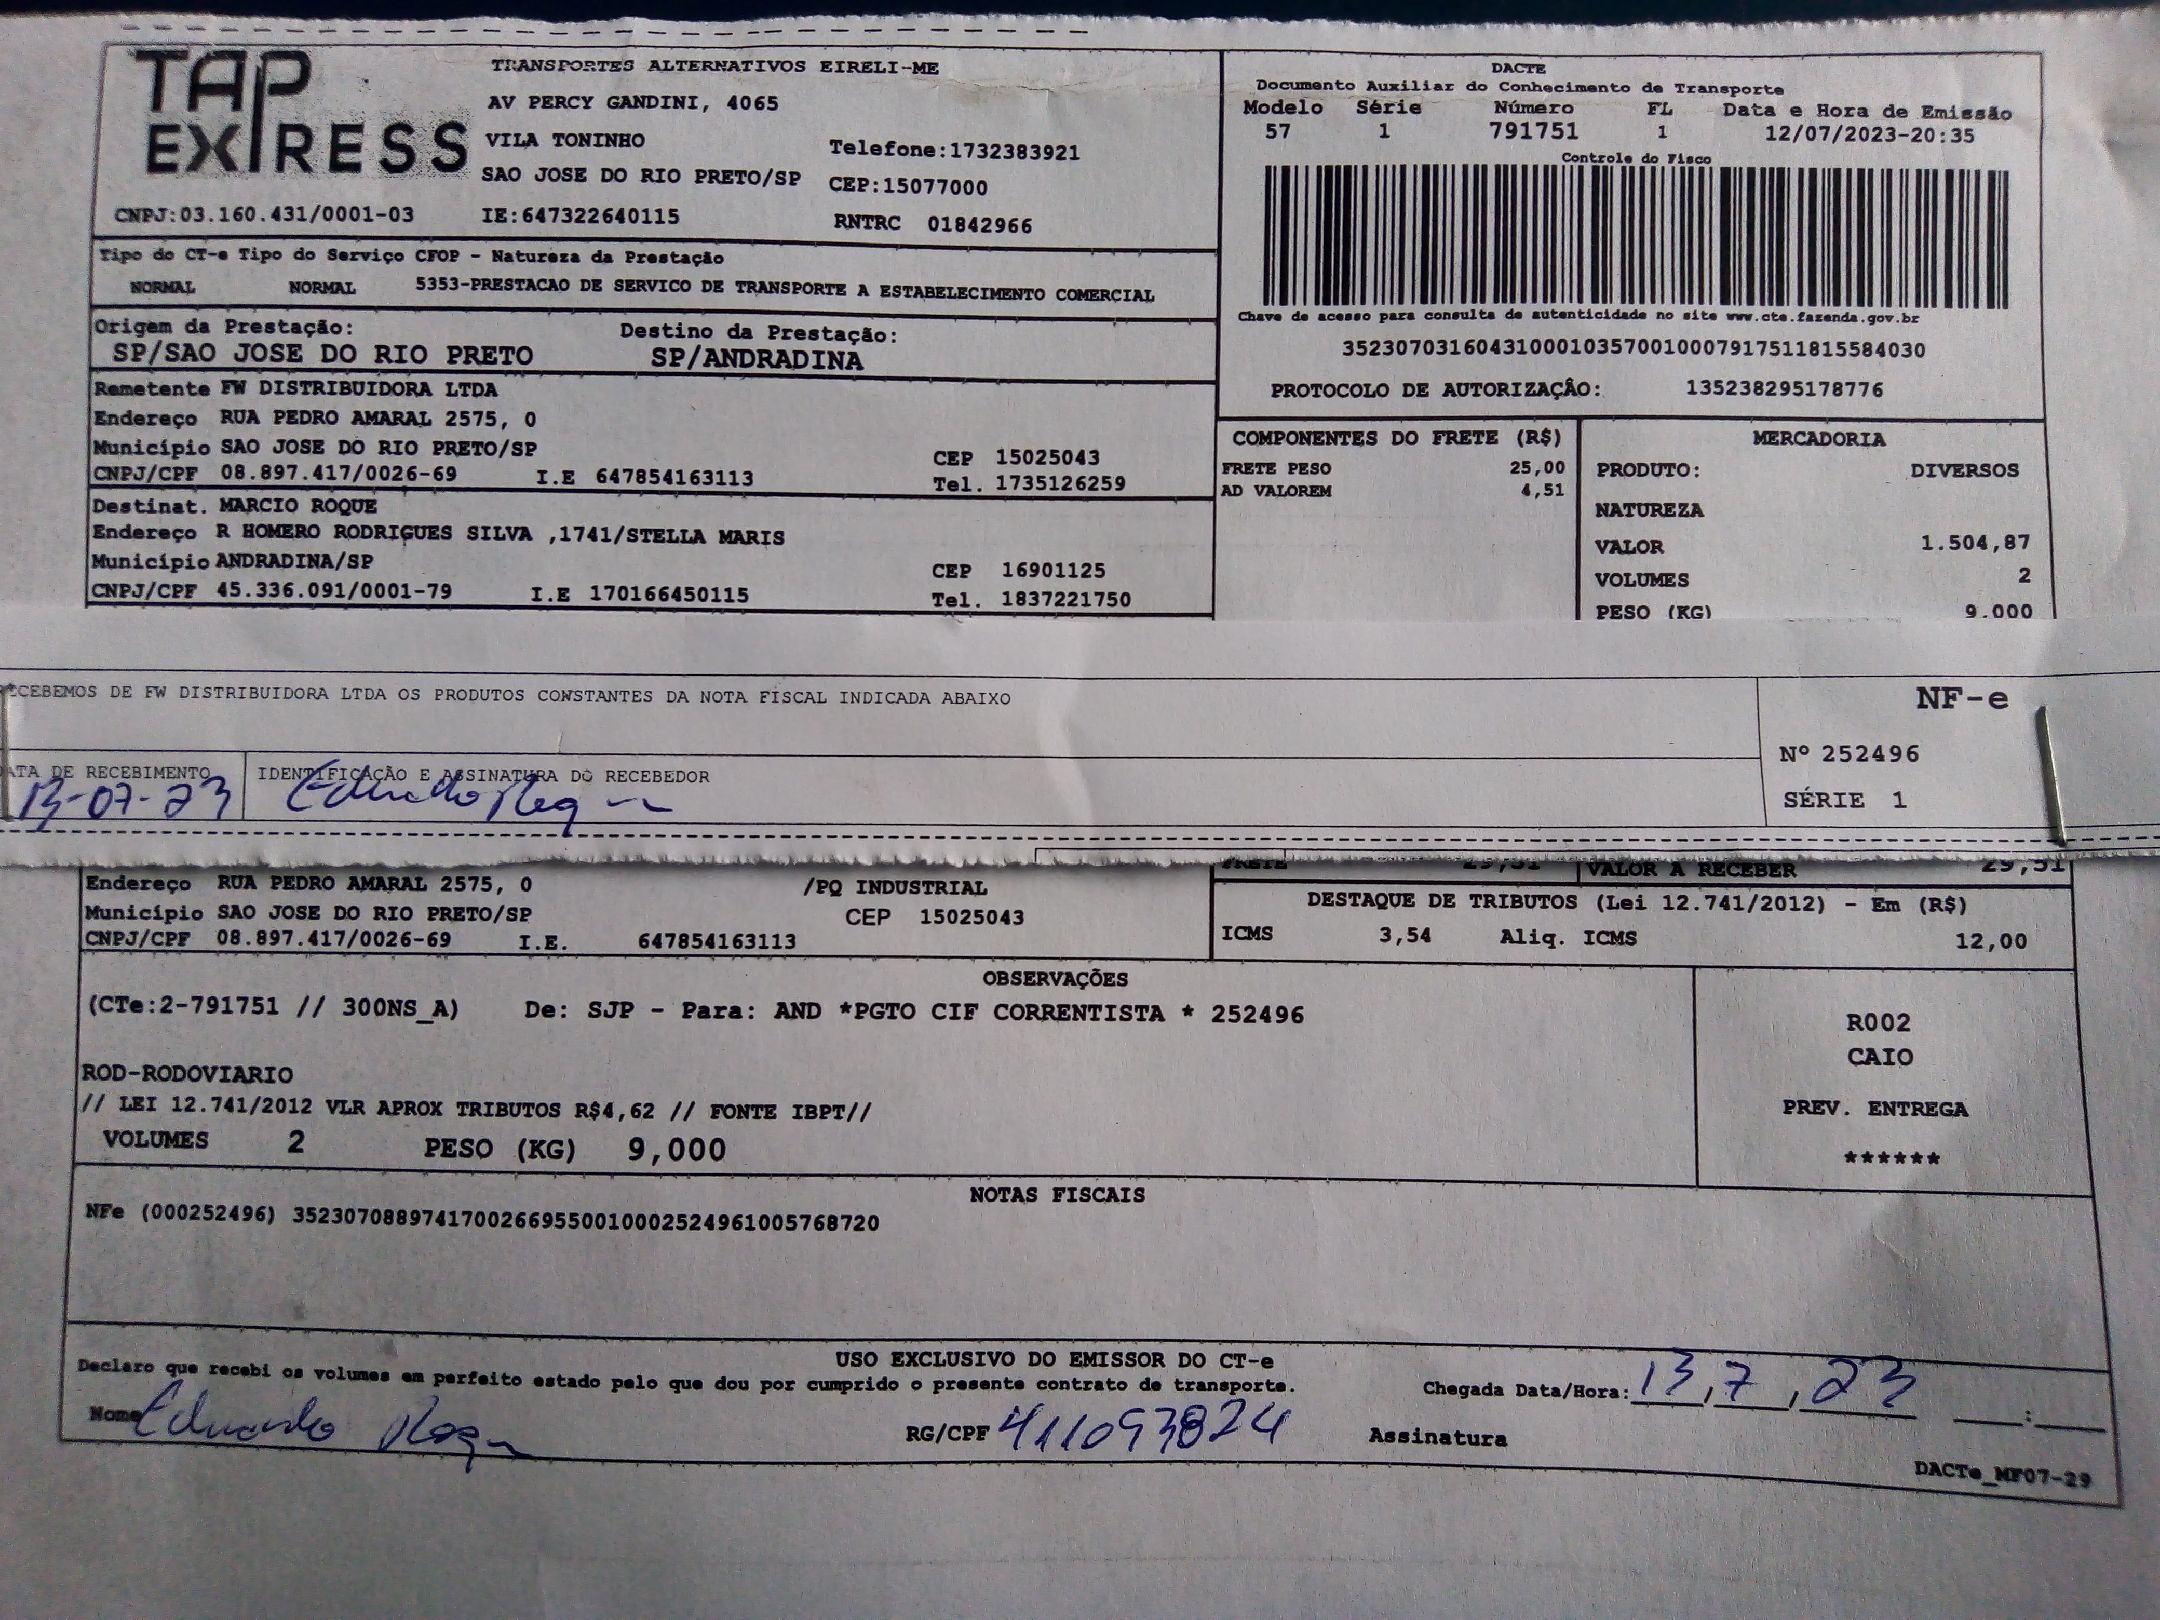 TAP EXPRESS
TRANSPORTES ALTERNATIVOS EIRELI-ME
AV PERCY GANDINI, 4065
VILA TONINHO
Telefone:1732383921
SAO JOSE DO RIO PRETO/SP CEP:15077000
CNPJ:03.160.431/0001-03 IE:647322640115 RNTRC 01842966
DACTE
Documento Auxiliar do Conhecimento de Transporte
Modelo Série Número FL Data e Hora de Emissão
57 1 791751 1 12/07/2023-20:35
Controle do Fisco
Chave de acesso para consulta de autenticidade no site www.cte.fazenda.gov.br
35230703160431000103570010007917511815584030
PROTOCOLO DE AUTORIZAÇÂO: 135238295178776
Tipo do CT-e Tipo do Serviço CFOP - Natureza da Prestação
NORMAL NORMAL 5353-PRESTACAO DE SERVICO DE TRANSPORTE A ESTABELECIMENTO COMERCIAL
Origem da Prestação: Destino da Prestação:
SP/SAO JOSE DO RIO PRETO SP/ANDRADINA
Remetente FW DISTRIBUIDORA LTDA
Endereço RUA PEDRO AMARAL 2575, 0
Município SAO JOSE DO RIO PRETO/SP CEP 15025043
CNPJ/CPF 08.897.417/0026-69 I.E 647854163113 Tel. 1735126259
Destinat. MARCIO ROQUE
Endereço R HOMERO RODRIGUES SILVA ,1741/STELLA MARIS
Município ANDRADINA/SP CEP 16901125
CNPJ/CPF 45.336.091/0001-79 I.E 170166450115 Tel. 1837221750
COMPONENTES DO FRETE (R$)
FRETE PESO 25,00
AD VALOREM 4,51
MERCADORIA
PRODUTO: DIVERSOS
NATUREZA
VALOR 1.504,87
VOLUMES 2
PESO (KG) 9.000
RECEBEMOS DE FW DISTRIBUIDORA LTDA OS PRODUTOS CONSTANTES DA NOTA FISCAL INDICADA ABAIXO
NF-e
Nº 252496
SÉRIE 1
DATA DE RECEBIMENTO IDENTIFICAÇÃO E ASSINATURA DO RECEBEDOR
13-07-23 Eduardo Roque
FRETE 29,51 VALOR A RECEBER 29,51
Endereço RUA PEDRO AMARAL 2575, 0 /PQ INDUSTRIAL
Município SAO JOSE DO RIO PRETO/SP CEP 15025043
CNPJ/CPF 08.897.417/0026-69 I.E. 647854163113
DESTAQUE DE TRIBUTOS (Lei 12.741/2012) - Em (R$)
ICMS 3,54 Aliq. ICMS 12,00
OBSERVAÇÕES
(CTe:2-791751 // 300NS_A) De: SJP - Para: AND *PGTO CIF CORRENTISTA * 252496
ROD-RODOVIARIO
// LEI 12.741/2012 VLR APROX TRIBUTOS R$4,62 // FONTE IBPT//
VOLUMES 2 PESO (KG) 9,000
R002
CAIO
PREV. ENTREGA
******
NOTAS FISCAIS
NFe (000252496) 35230708897417002669550010002524961005768720
USO EXCLUSIVO DO EMISSOR DO CT-e
Declaro que recebi os volumes em perfeito estado pelo que dou por cumprido o presente contrato de transporte.
Chegada Data/Hora: 13,7,23 :
Nome Eduardo Roque RG/CPF 411093824 Assinatura
DACTe_MF07-29